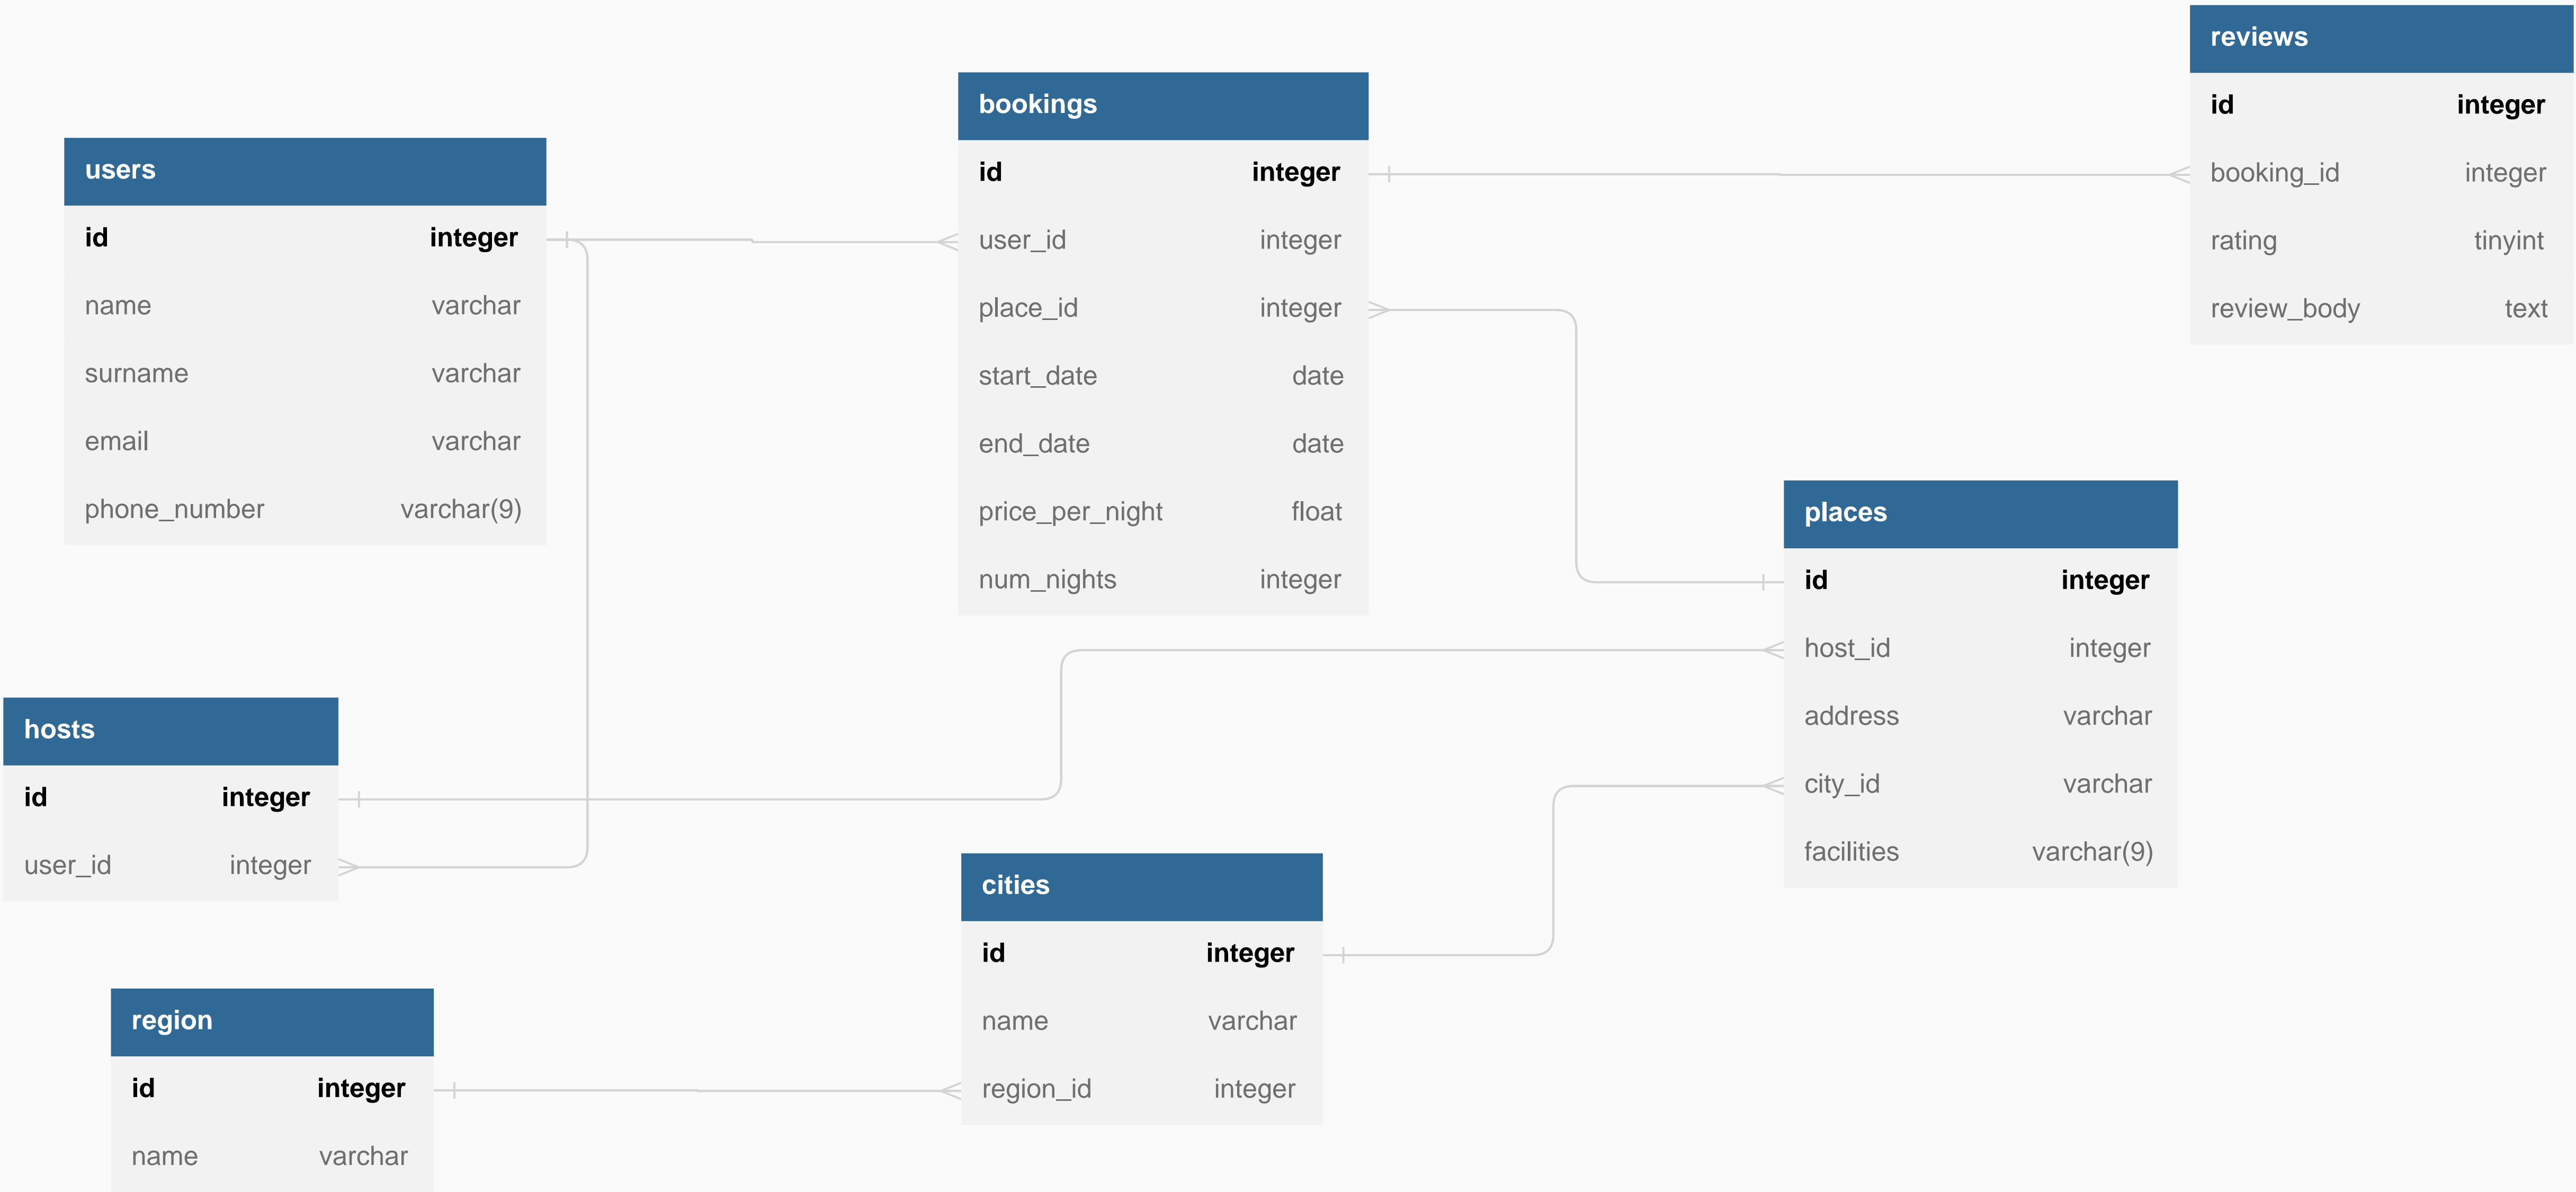 users
id integer
name varchar
surname varchar
email varchar
phone_number varchar(9)
hosts
id integer
user_id integer
region
id integer
name varchar
bookings
id integer
user_id integer
place_id integer
start_date date
end_date date
price_per_night float
num_nights integer
cities
id integer
name varchar
region_id integer
places
id integer
host_id integer
address varchar
city_id varchar
facilities varchar(9)
reviews
id integer
booking_id integer
rating tinyint
review_body text